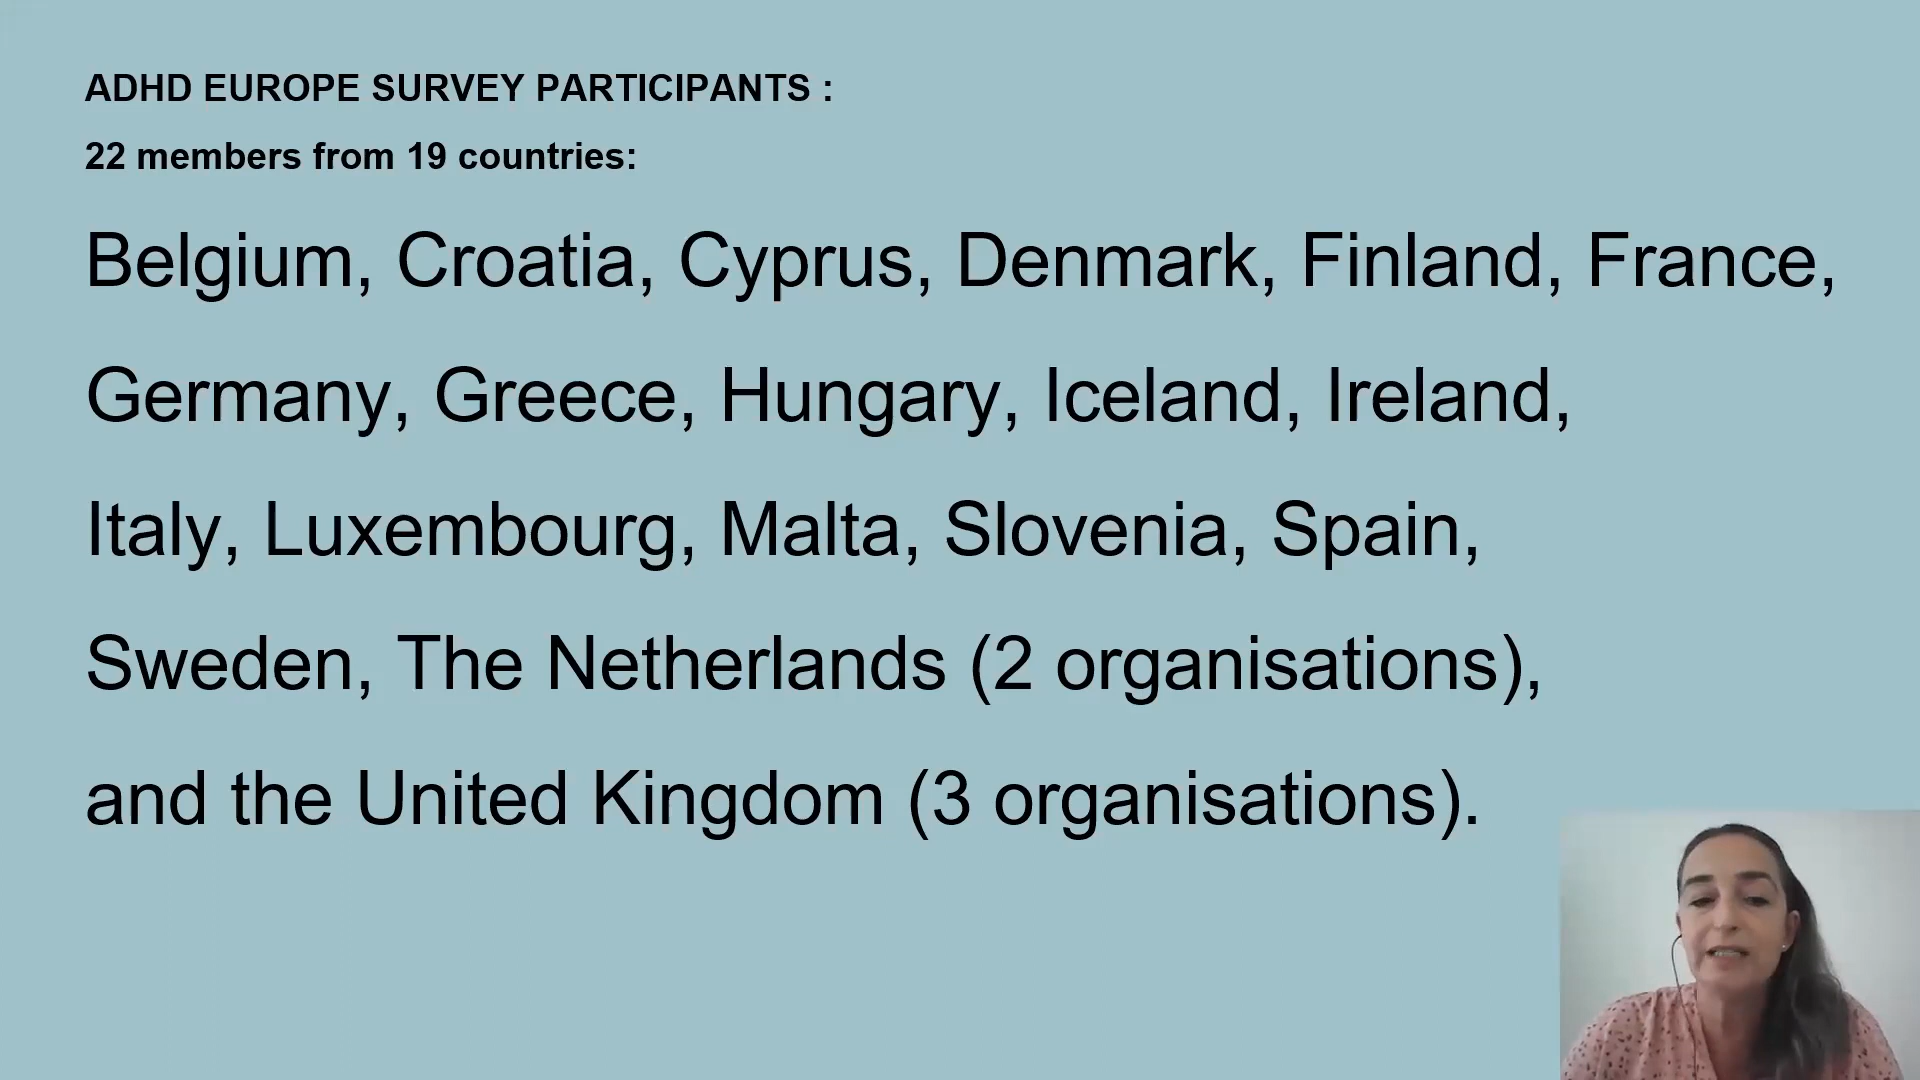 ADHD EUROPE SURVEY PARTICIPANTS :
22 members from 19 countries:
Belgium, Croatia, Cyprus, Denmark, Finland, France,
Germany, Greece, Hungary, Iceland, Ireland,
Italy, Luxembourg, Malta, Slovenia, Spain,
Sweden, The Netherlands (2 organisations),
and the United Kingdom (3 organisations).